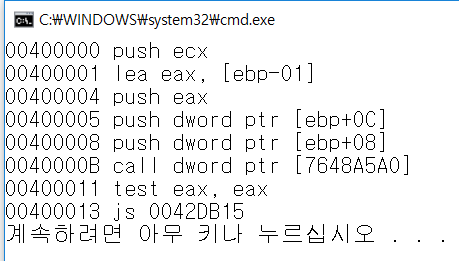 C:₩WINDOWS₩system32₩cmd.exe
00400000 push ecx
00400001 lea eax, [ebp-01]
00400004 push eax
00400005 push dword ptr [ebp+0C]
00400008 push dword ptr [ebp+08]
0040000B call dword ptr [7648A5A0]
00400011 test eax, eax
00400013 js 0042DB15
계속하려면 아무 키나 누르십시오 . . .